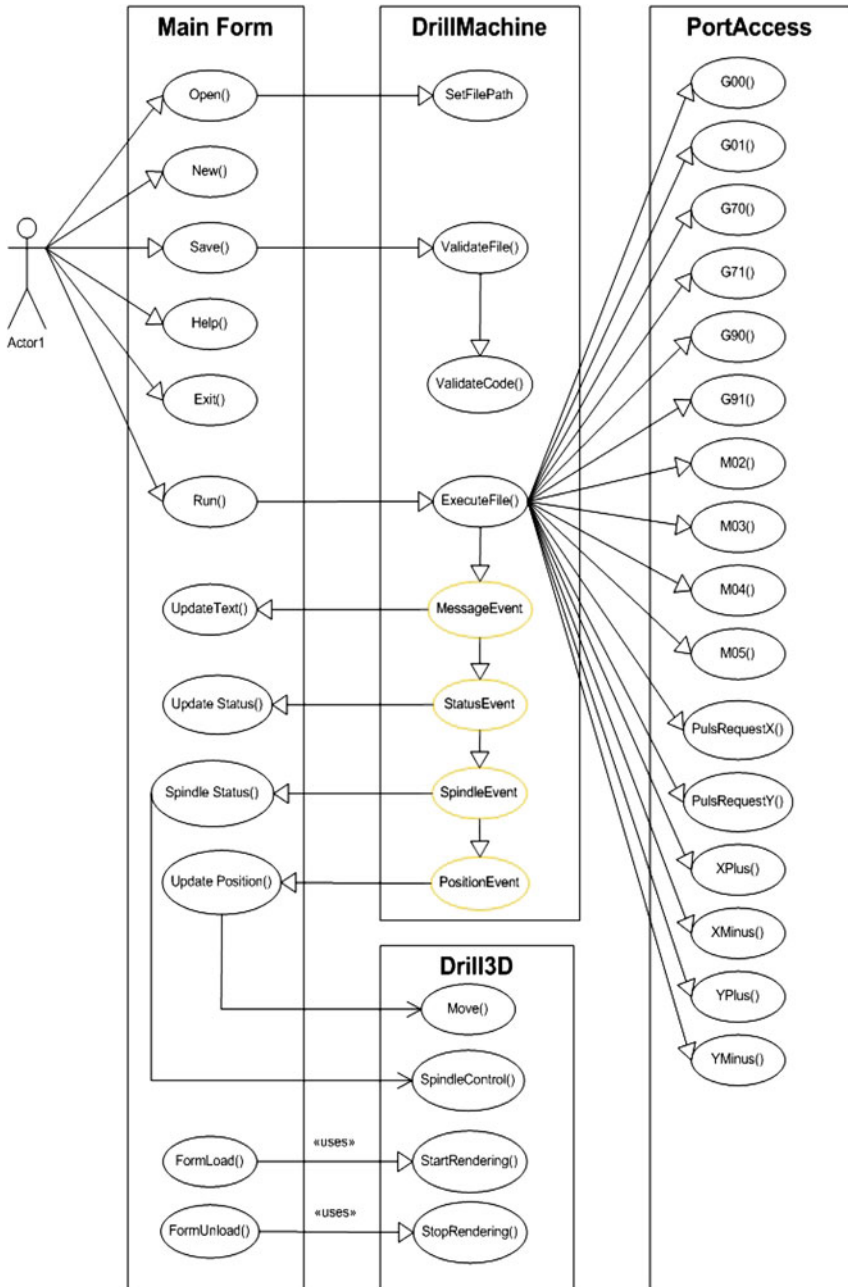 Main Form
DrillMachine
PortAccess
Open()
SetFilePath
G00()
New()
G01()
Save()
ValidateFile()
G70()
Actor1
Help()
G71()
ValidateCode()
G90()
Exit()
G91()
Run()
ExecuteFile()
M02()
M03()
UpdateText()
MessageEvent
M04()
M05()
Update Status()
StatusEvent
PulsRequestX()
Spindle Status()
SpindleEvent
PulsRequestY()
Update Position()
PositionEvent
XPlus()
XMinus()
Drill3D
YPlus()
Move()
YMinus()
SpindleControl()
FormLoad()
«uses»
StartRendering()
FormUnload()
«uses»
StopRendering()